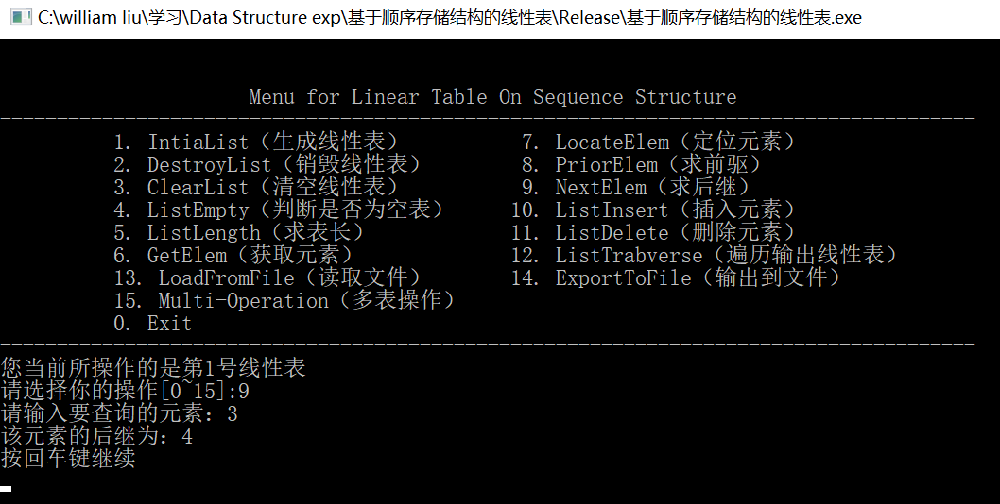 C:\william liu\学习\Data Structure exp\基于顺序存储结构的线性表\Release\基于顺序存储结构的线性表.exe
Menu for Linear Table On Sequence Structure
-------------------------------------------------------------------------------------
1. IntiaList（生成线性表） 7. LocateElem（定位元素）
2. DestroyList（销毁线性表） 8. PriorElem（求前驱）
3. ClearList（清空线性表） 9. NextElem（求后继）
4. ListEmpty（判断是否为空表） 10. ListInsert（插入元素）
5. ListLength（求表长） 11. ListDelete（删除元素）
6. GetElem（获取元素） 12. ListTrabverse（遍历输出线性表）
13. LoadFromFile（读取文件） 14. ExportToFile（输出到文件）
15. Multi-Operation（多表操作）
0. Exit
-------------------------------------------------------------------------------------
您当前所操作的是第1号线性表
请选择你的操作[0~15]:9
请输入要查询的元素：3
该元素的后继为：4
按回车键继续